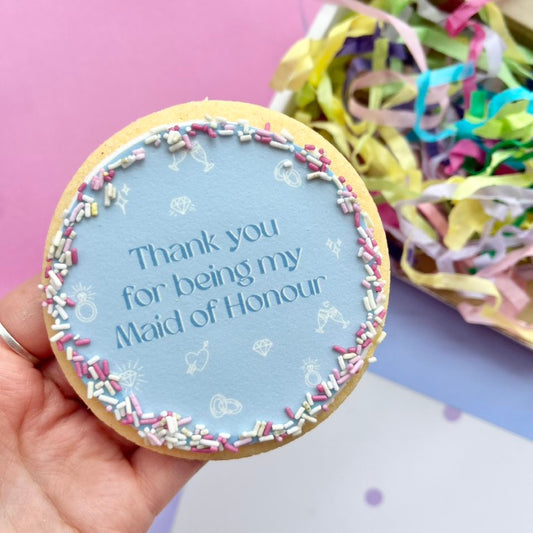 Thank you
for being my
Maid of Honour